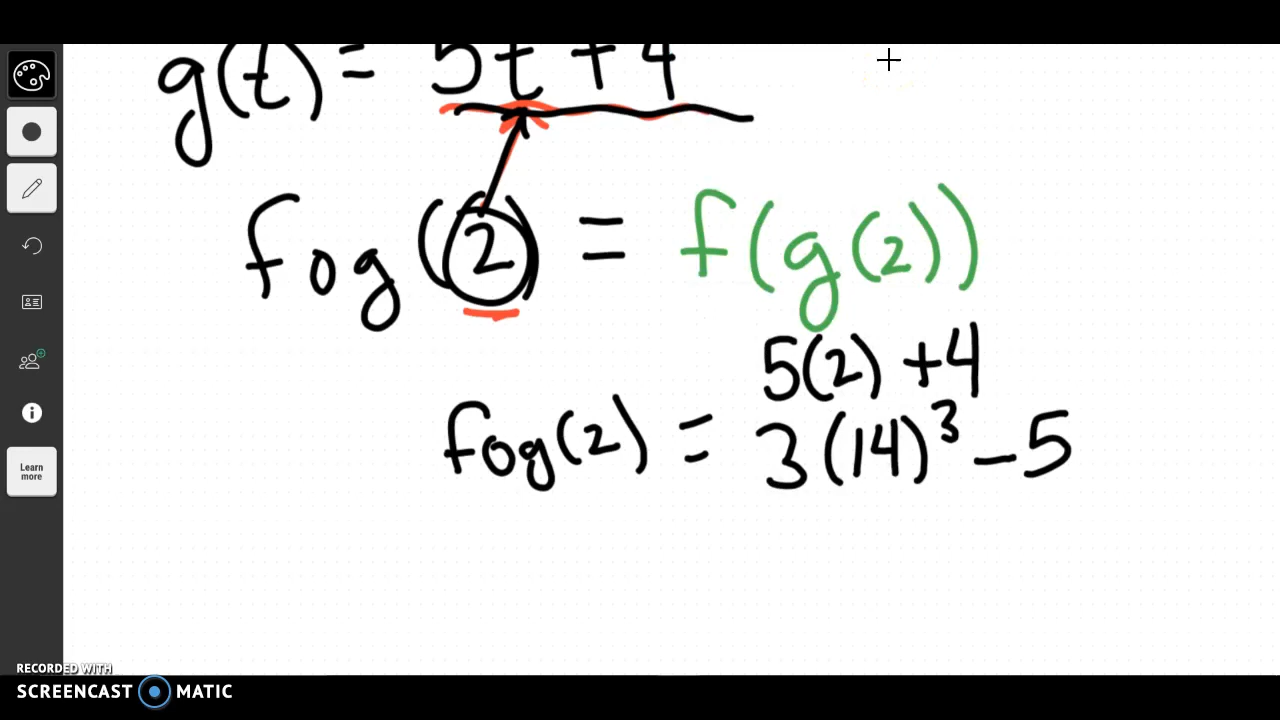 g(t) = 5t + 4
fog(2) = f(g(2))
5(2) + 4
fog(2) = 3(14)³ - 5
Learn
more
RECORDED WITH
SCREENCAST MATIC